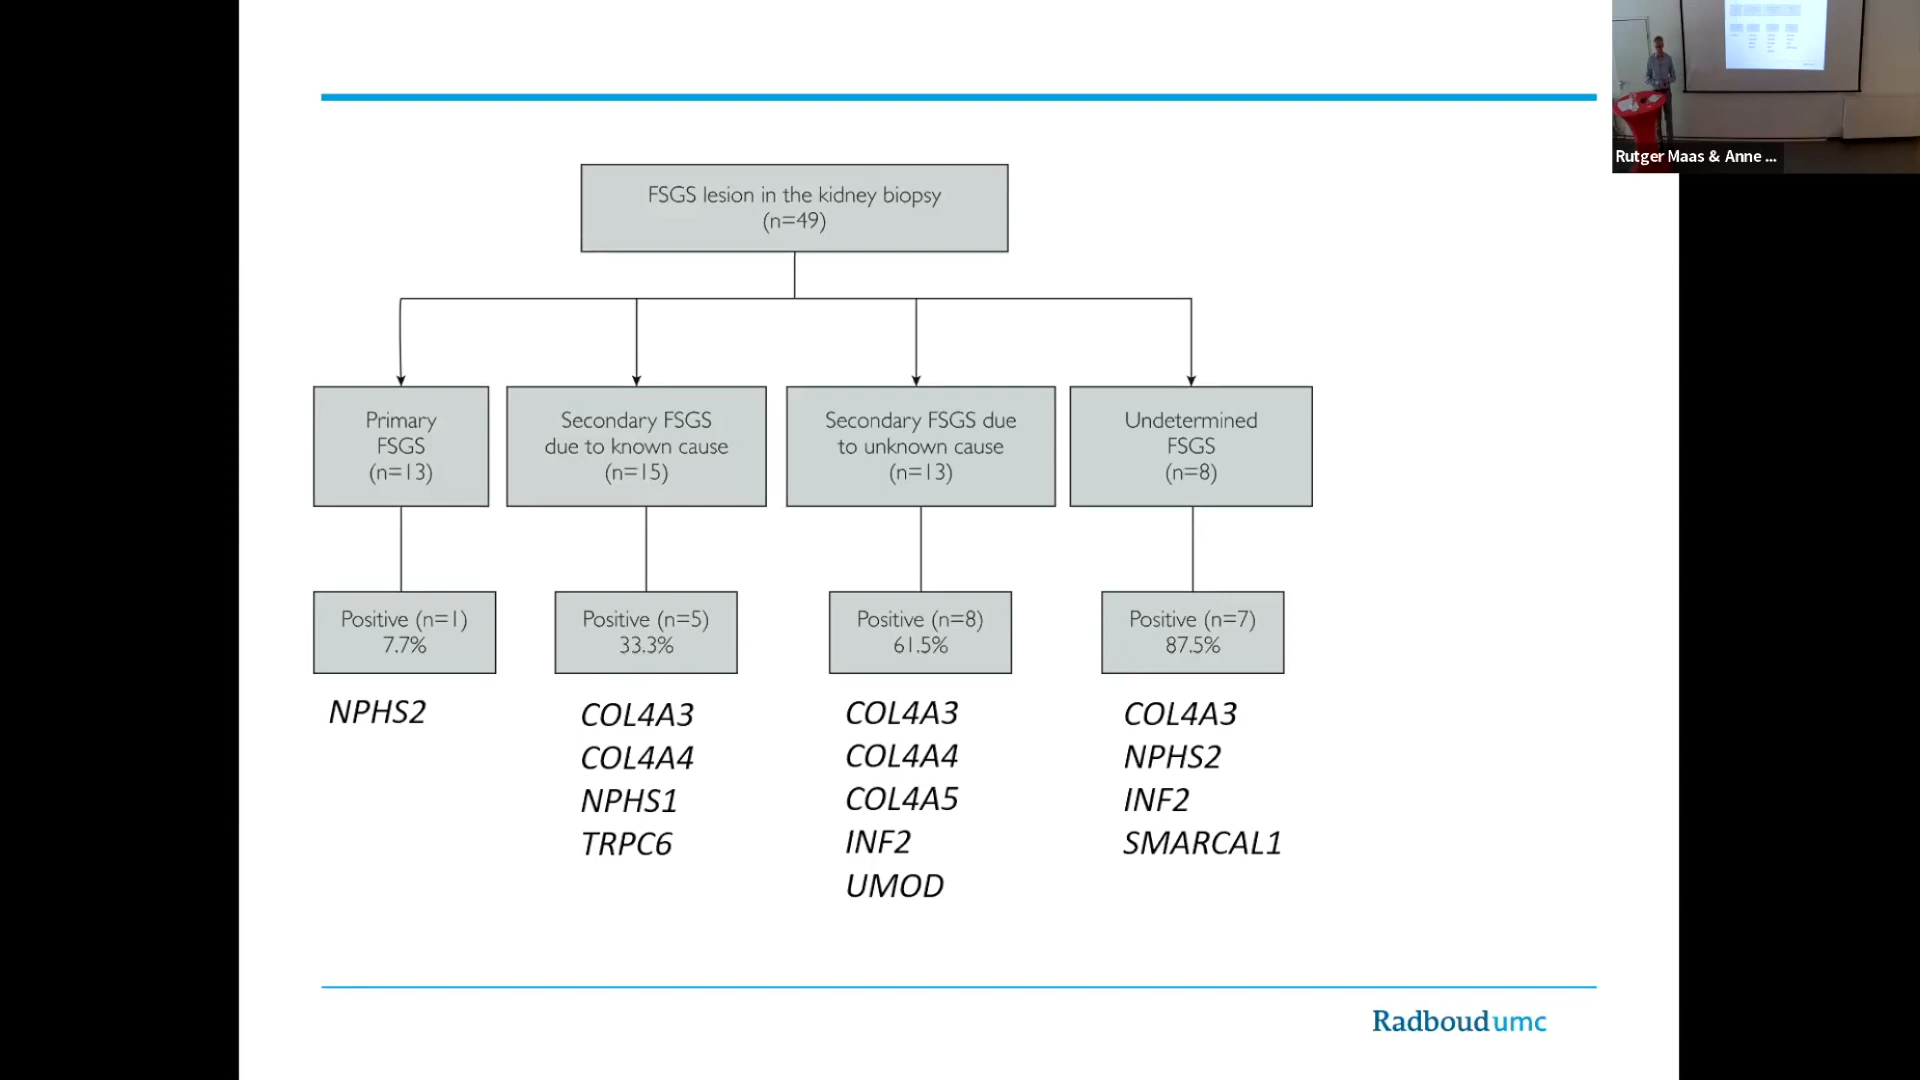 Rutger Maas & Anne ...
FSGS lesion in the kidney biopsy
(n=49)
Primary
FSGS
(n=13)
Secondary FSGS
due to known cause
(n=15)
Secondary FSGS due
to unknown cause
(n=13)
Undetermined
FSGS
(n=8)
Positive (n=1)
7.7%
Positive (n=5)
33.3%
Positive (n=8)
61.5%
Positive (n=7)
87.5%
NPHS2
COL4A3
COL4A4
NPHS1
TRPC6
COL4A3
COL4A4
COL4A5
INF2
UMOD
COL4A3
NPHS2
INF2
SMARCAL1
Radboudumc